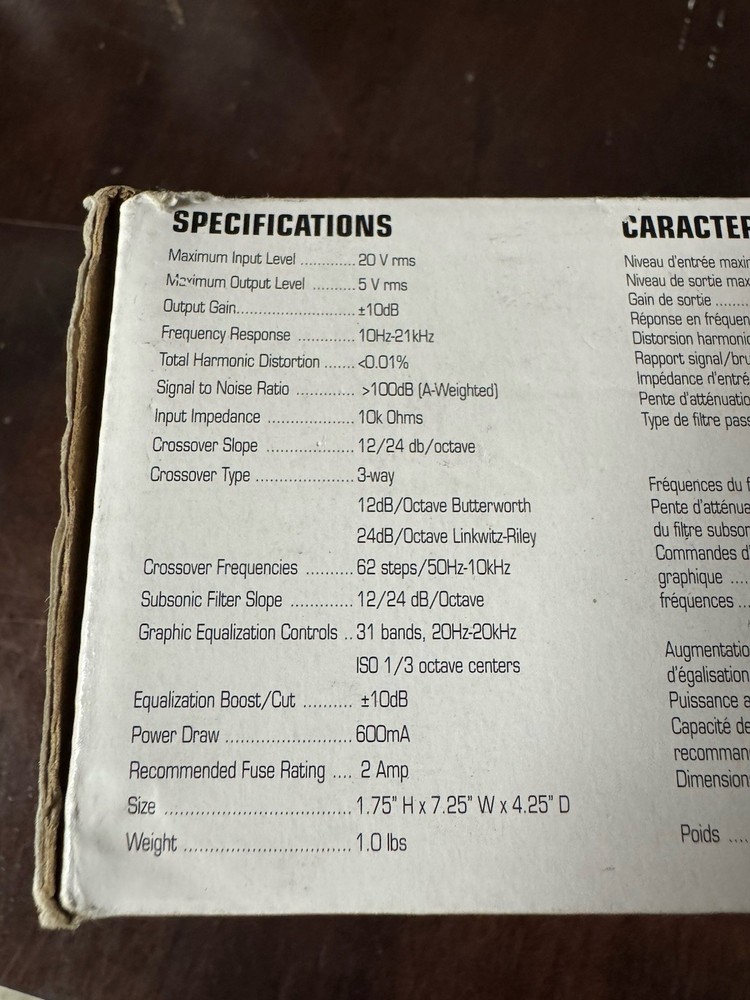 SPECIFICATIONS
Maximum Input Level ............20 V rms
Maximum Output Level .........5 V rms
Output Gain..........................±10dB
Frequency Response .............10Hz-21kHz
Total Harmonic Distortion .......<0.01%
Signal to Noise Ratio ............. >100dB (A-Weighted)
Input Impedance ....................10k Ohms
Crossover Slope ....................12/24 db/octave
Crossover Type ......................3-way
12dB/Octave Butterworth
24dB/Octave Linkwitz-Riley
Crossover Frequencies ..........62 steps/50Hz-10kHz
Subsonic Filter Slope .............12/24 dB/Octave
Graphic Equalization Controls ..31 bands, 20Hz-20kHz
ISO 1/3 octave centers
Equalization Boost/Cut .......... ±10dB
Power Draw ..........................600mA
Recommended Fuse Rating .... 2 Amp
Size ......................................1.75" H x 7.25" W x 4.25" D
Weight ..................................1.0 lbs
CARACTER
Niveau d'entrée maxim
Niveau de sortie max
Gain de sortie .......
Réponse en fréquen
Distorsion harmonic
Rapport signal/bru
Impédance d'entré
Pente d'atténuatio
Type de filtre pass
Fréquences du f
Pente d'atténua
du filtre subson
Commandes d'
graphique ....
fréquences ...
Augmentatio
d'égalisation
Puissance a
Capacité de
recomman
Dimension
Poids ....